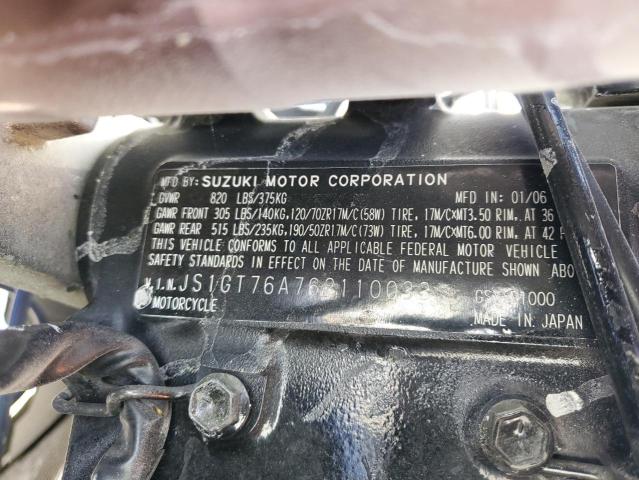 MFD BY: SUZUKI MOTOR CORPORATION
GVWR 820 LBS/375KG MFD IN: 01/06
GAWR FRONT 305 LBS/140KG,120/70ZR17M/C(58W) TIRE, 17M/C×MT3.50 RIM. AT 36
GAWR REAR 515 LBS/235KG,190/50ZR17M/C(73W) TIRE, 17M/C×MT6.00 RIM. AT 42
THIS VEHICLE CONFORMS TO ALL APPLICABLE FEDERAL MOTOR VEHICLE
SAFETY STANDARDS IN EFFECT ON THE DATE OF MANUFACTURE SHOWN ABO
V.I.N.
MOTORCYCLE MADE IN JAPAN